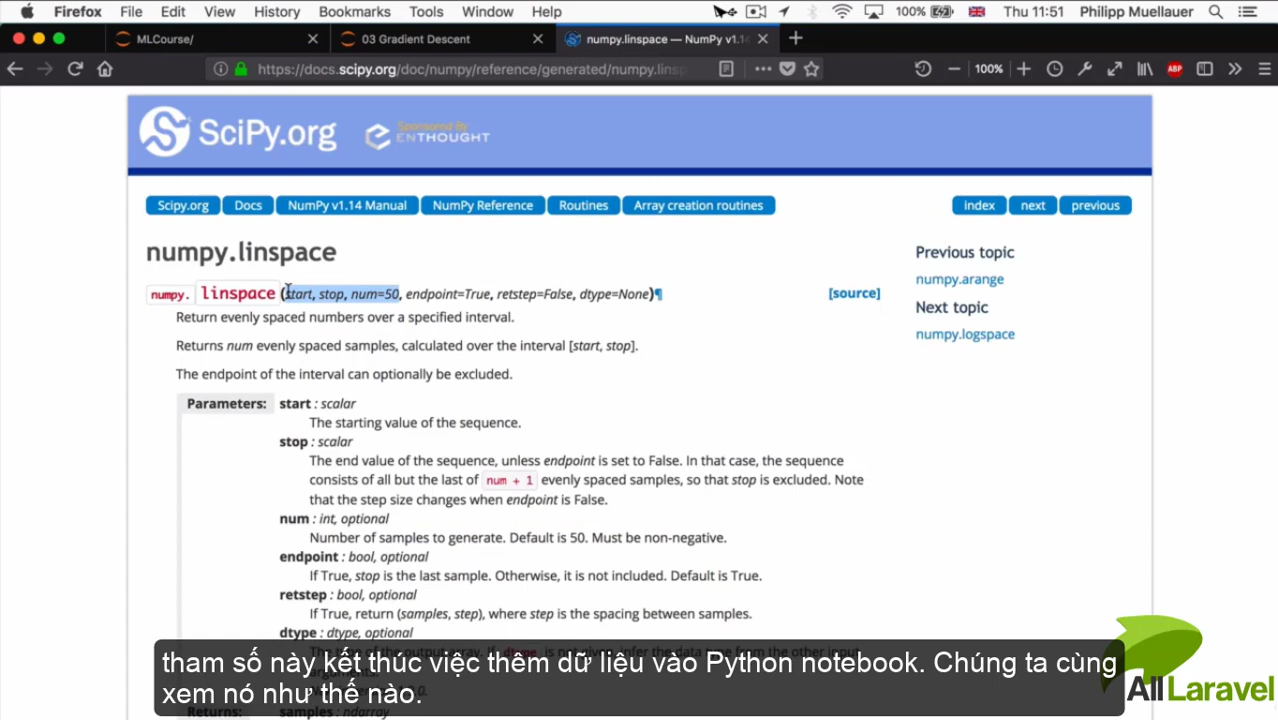 Firefox File Edit View History Bookmarks Tools Window Help 100% Thu 11:51 Philipp Muellauer
MLCourse/ 03 Gradient Descent numpy.linspace — NumPy v1.14
https://docs.scipy.org/doc/numpy/reference/generated/numpy.lins 100% ABP
SciPy.org Sponsored By ENTHOUGHT
Scipy.org Docs NumPy v1.14 Manual NumPy Reference Routines Array creation routines index next previous
numpy.linspace
Previous topic
numpy.arange
Next topic
numpy.logspace
numpy. linspace (start, stop, num=50, endpoint=True, retstep=False, dtype=None)¶ [source]
Return evenly spaced numbers over a specified interval.
Returns num evenly spaced samples, calculated over the interval [start, stop].
The endpoint of the interval can optionally be excluded.
Parameters: start : scalar
The starting value of the sequence.
stop : scalar
The end value of the sequence, unless endpoint is set to False. In that case, the sequence
consists of all but the last of num + 1 evenly spaced samples, so that stop is excluded. Note
that the step size changes when endpoint is False.
num : int, optional
Number of samples to generate. Default is 50. Must be non-negative.
endpoint : bool, optional
If True, stop is the last sample. Otherwise, it is not included. Default is True.
retstep : bool, optional
If True, return (samples, step), where step is the spacing between samples.
dtype : dtype, optional
tham số này kết thúc việc thêm dữ liệu vào Python notebook. Chúng ta cùng
xem nó như thế nào.
Returns: samples : ndarray
All Laravel